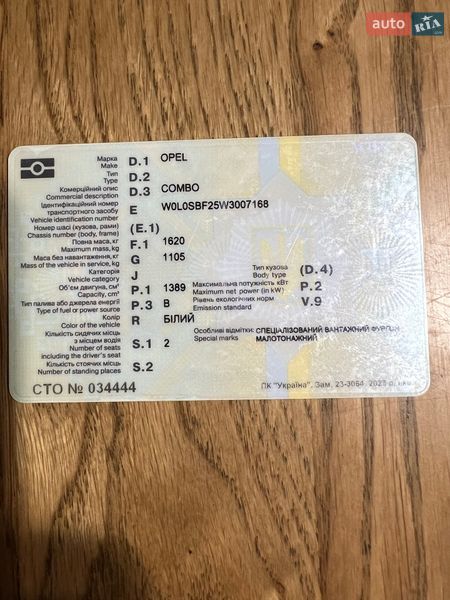 auto RIA .com
Марка
Make D.1 OPEL
Тип
Type D.2
Комерційний опис
Commercial description D.3 COMBO
Ідентифікаційний номер
транспортного засобу
Vehicle identification number E W0L0SBF25W3007168
Номер шасі (кузова, рами)
Chassis number (body, frame) (E.1)
Повна маса, кг
Maximum mass, kg F.1 1620
Маса без навантаження, кг
Mass of the vehicle in service, kg G 1105
Категорія
Category J
Тип кузова
Body type (D.4)
Об'єм двигуна, см³
Capacity, cm³ P.1 1389
Максимальна потужність кВт
Maximum net power (in kW) P.2
Тип палива або джерела енергії
Type of fuel or power source P.3 B
Рівень екологічних норм
Emission standard V.9
Колір
Color of the vehicle R БІЛИЙ
Кількість сидячих місць
з місцем водія
Number of seats
including the driver's seat S.1 2
Особливі відмітки: СПЕЦІАЛІЗОВАНИЙ ВАНТАЖНИЙ ФУРГОН
Special marks МАЛОТОНАЖНИЙ
Кількість стоячих місць
Number of standing places S.2
СТО № 034444
ПК "Україна", Зам. 23-3064, 2023 р.